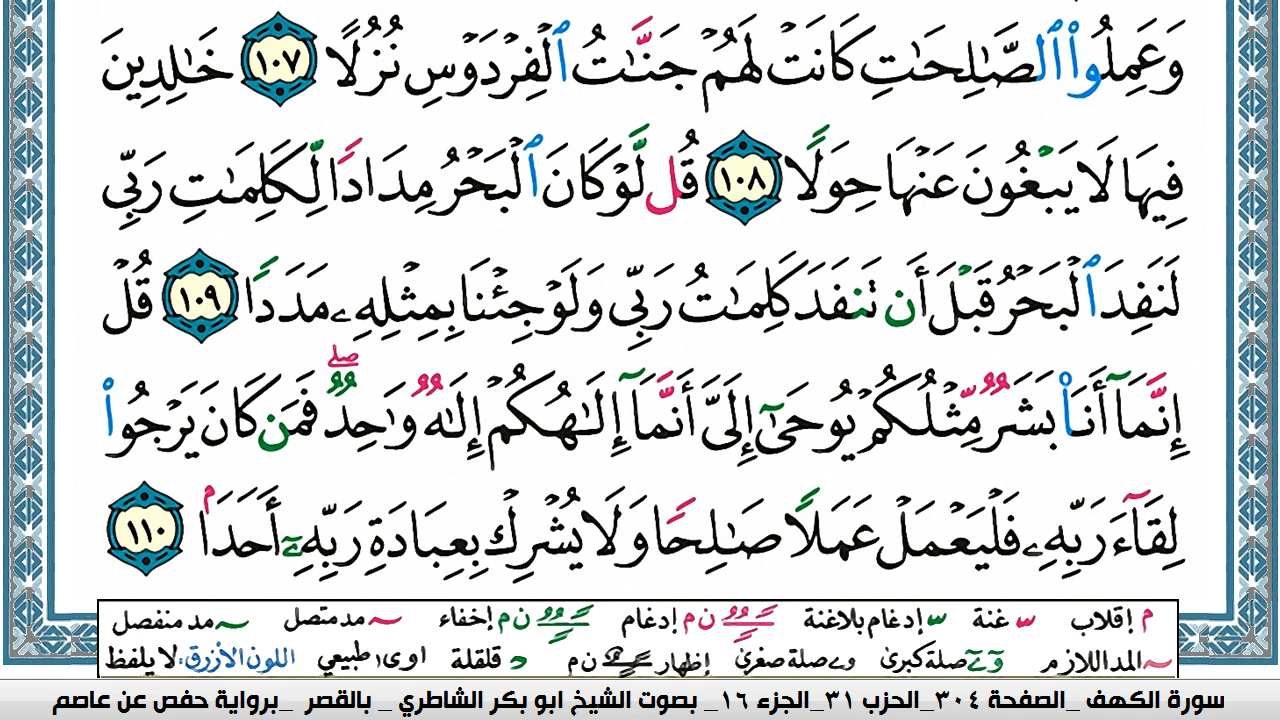 وَعَمِلُوا۟ ٱلصَّـٰلِحَـٰتِ كَانَتْ لَهُمْ جَنَّـٰتُ ٱلْفِرْدَوْسِ نُزُلًا ١٠٧ خَـٰلِدِينَ
فِيهَا لَا يَبْغُونَ عَنْهَا حِوَلًا ١٠٨ قُل لَّوْ كَانَ ٱلْبَحْرُ مِدَادًا لِّكَلِمَـٰتِ رَبِّى
لَنَفِدَ ٱلْبَحْرُ قَبْلَ أَن تَنفَدَ كَلِمَـٰتُ رَبِّى وَلَوْ جِئْنَا بِمِثْلِهِۦ مَدَدًا ١٠٩ قُلْ
إِنَّمَآ أَنَا۠ بَشَرٌ مِّثْلُكُمْ يُوحَىٰٓ إِلَىَّ أَنَّمَآ إِلَـٰهُكُمْ إِلَـٰهٌ وَٰحِدٌ ۖ فَمَن كَانَ يَرْجُوا۟
لِقَآءَ رَبِّهِۦ فَلْيَعْمَلْ عَمَلًا صَـٰلِحًا وَلَا يُشْرِكْ بِعِبَادَةِ رَبِّهِۦٓ أَحَدَۢا ١١٠
م إقلاب غنة إدغام بلا غنة ن م إدغام ن م إخفاء مد متصل مد منفصل
المد اللازم صلة كبرى صلة صغرى إظهار ن م قلقلة اوى طبيعي اللون الأزرق: لا يلفظ
سورة الكهف _الصفحة ٣٠٤_الحزب ٣١_الجزء ١٦_ بصوت الشيخ ابو بكر الشاطري _ بالقصر _برواية حفص عن عاصم